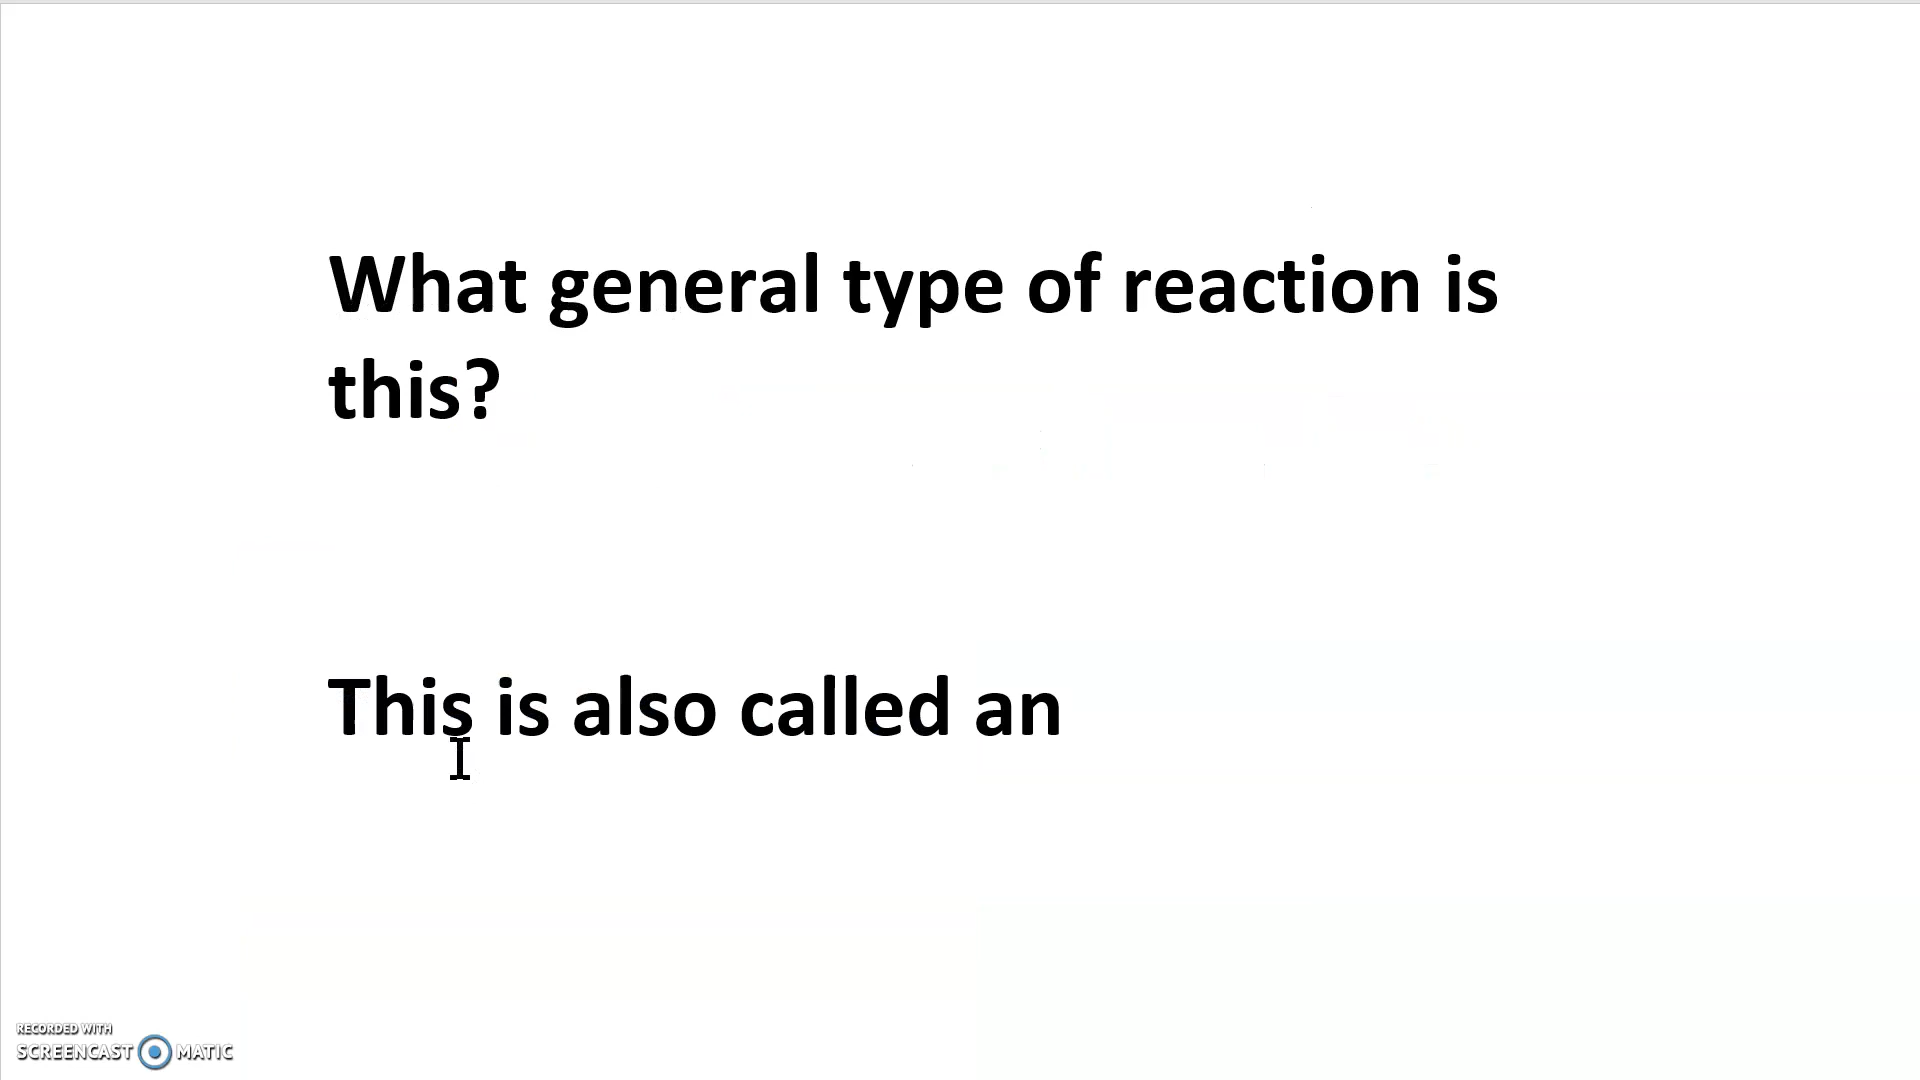 What general type of reaction is
this?
This is also called an
RECORDED WITH
SCREENCAST MATIC